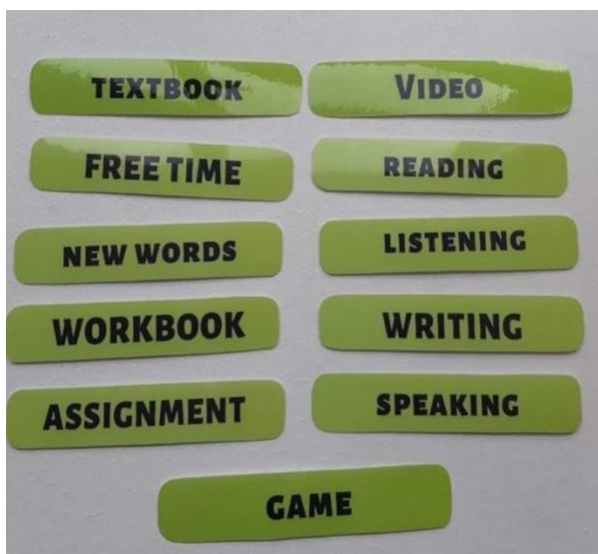 TEXTBOOK
VIDEO
FREE TIME
READING
NEW WORDS
LISTENING
WORKBOOK
WRITING
ASSIGNMENT
SPEAKING
GAME